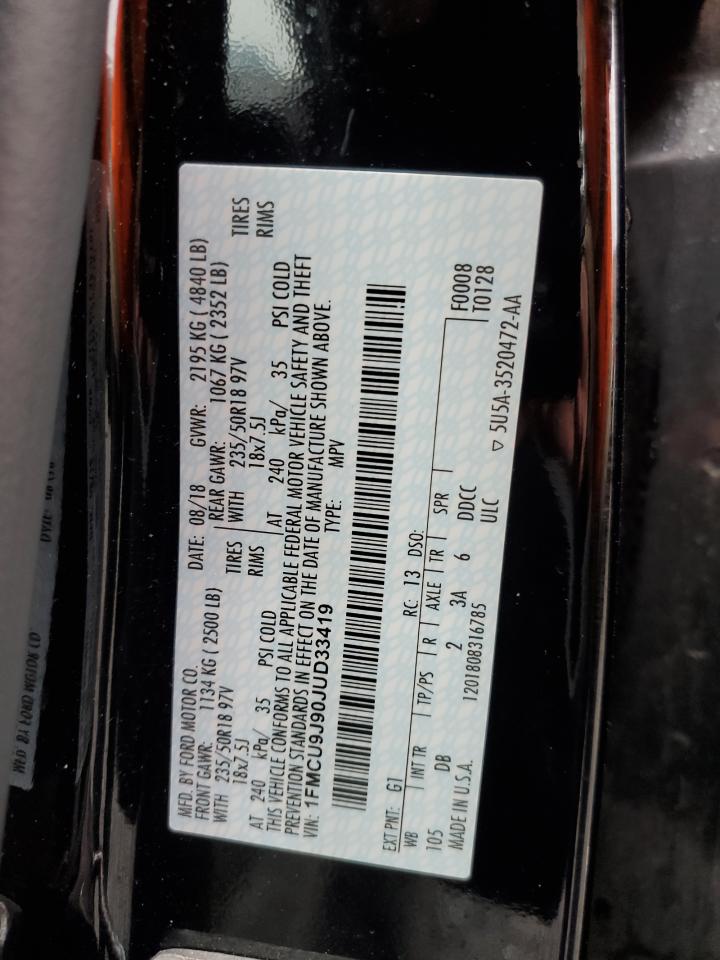 MFD. BY FORD MOTOR CO.
DATE: 08/18 GVWR: 2195 KG ( 4840 LB)
FRONT GAWR: 1134 KG ( 2500 LB) REAR GAWR: 1067 KG ( 2352 LB)
WITH 235/50R18 97V TIRES WITH 235/50R18 97V TIRES
18x7.5J RIMS 18x7.5J RIMS
AT 240 kPa/ 35 PSI COLD AT 240 kPa/ 35 PSI COLD
THIS VEHICLE CONFORMS TO ALL APPLICABLE FEDERAL MOTOR VEHICLE SAFETY AND THEFT
PREVENTION STANDARDS IN EFFECT ON THE DATE OF MANUFACTURE SHOWN ABOVE.
VIN: 1FMCU9J90JUD33419 TYPE: MPV
EXT PNT: G1 RC: 13 DSO: F0008
WB INT TR TP/PS R AXLE TR SPR T0128
105 DB 2 3A 6 DDCC
ULC
MADE IN U.S.A. 1201808316785 ▽ 5U5A-3520472-AA